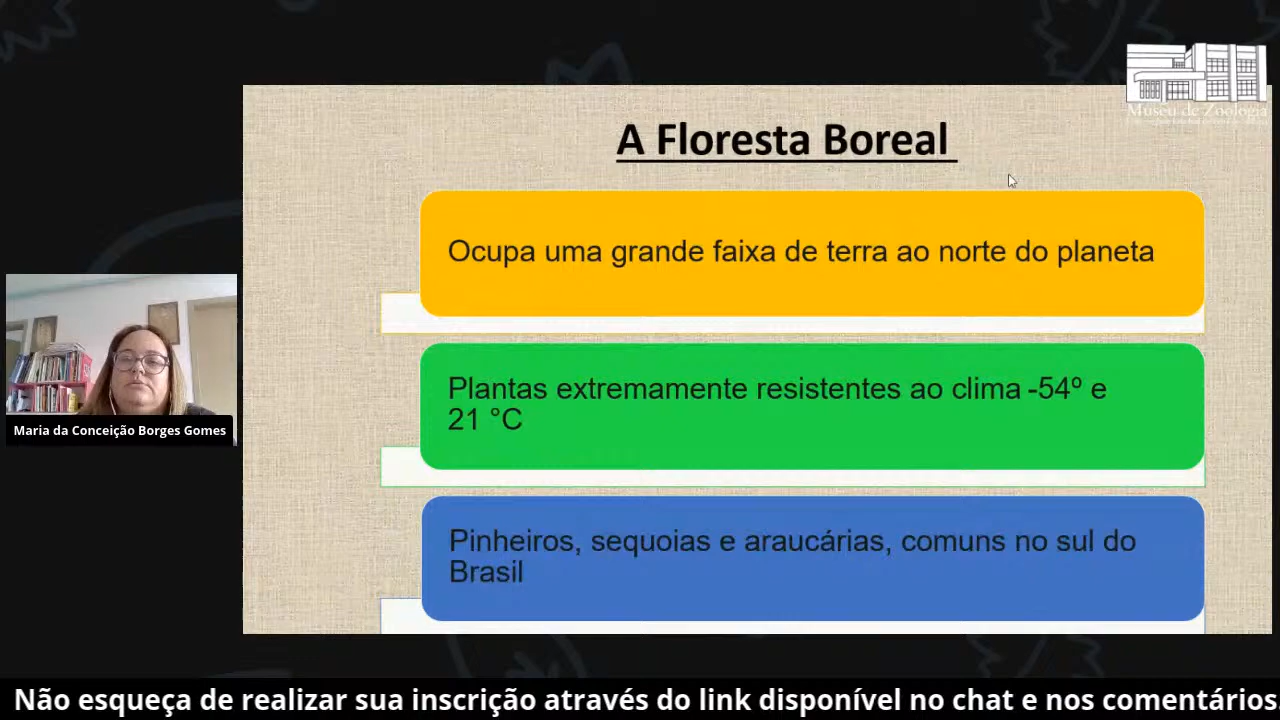 Museu de Zoologia
A Floresta Boreal
Ocupa uma grande faixa de terra ao norte do planeta
Plantas extremamente resistentes ao clima -54º e
21 °C
Pinheiros, sequoias e araucárias, comuns no sul do
Brasil
Maria da Conceição Borges Gomes
Não esqueça de realizar sua inscrição através do link disponível no chat e nos comentários.